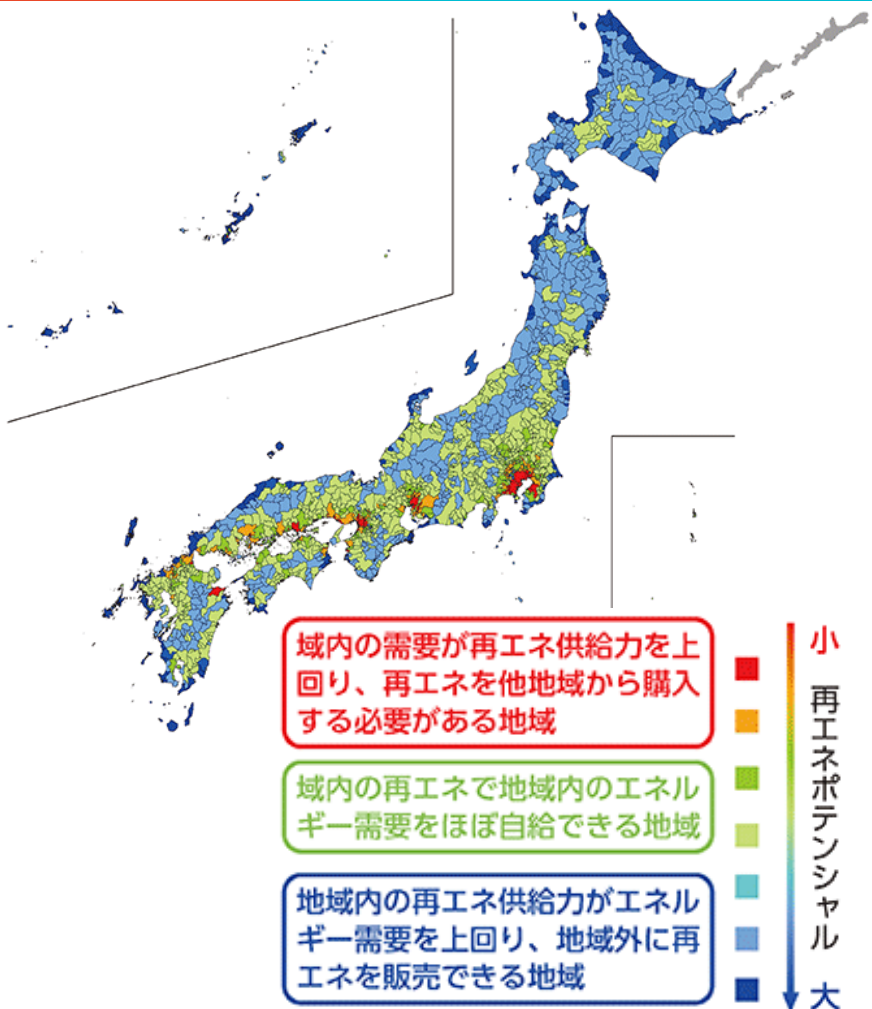 域内の需要が再エネ供給力を上
回り、再エネを他地域から購入
する必要がある地域
域内の再エネで地域内のエネル
ギー需要をほぼ自給できる地域
地域内の再エネ供給力がエネル
ギー需要を上回り、地域外に再
エネを販売できる地域
小
再エネポテンシャル
大